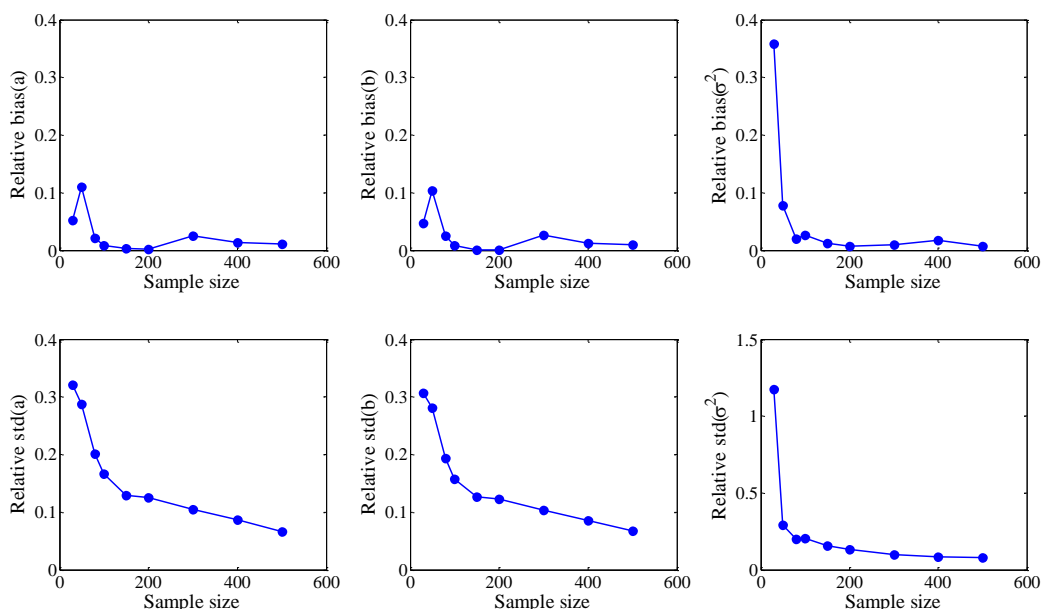 0.4
0.3
0.2
0.1
0
Relative bias(a)
0 200 400 600
Sample size
0.4
0.3
0.2
0.1
0
Relative bias(b)
0 200 400 600
Sample size
0.4
0.3
0.2
0.1
0
Relative bias(σ²)
0 200 400 600
Sample size
0.4
0.3
0.2
0.1
0
Relative std(a)
0 200 400 600
Sample size
0.4
0.3
0.2
0.1
0
Relative std(b)
0 200 400 600
Sample size
1.5
1
0.5
0
Relative std(σ²)
0 200 400 600
Sample size